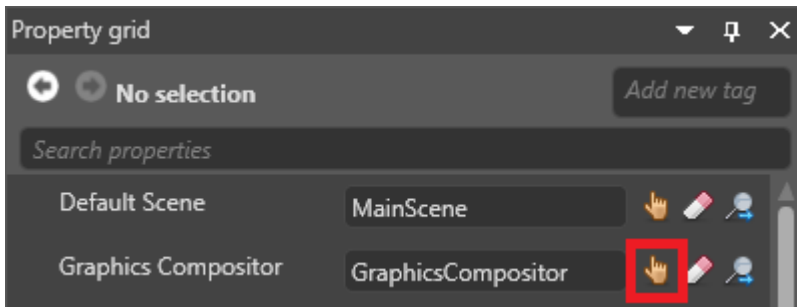 Property grid
No selection
Add new tag
Search properties
Default Scene MainScene
Graphics Compositor GraphicsCompositor